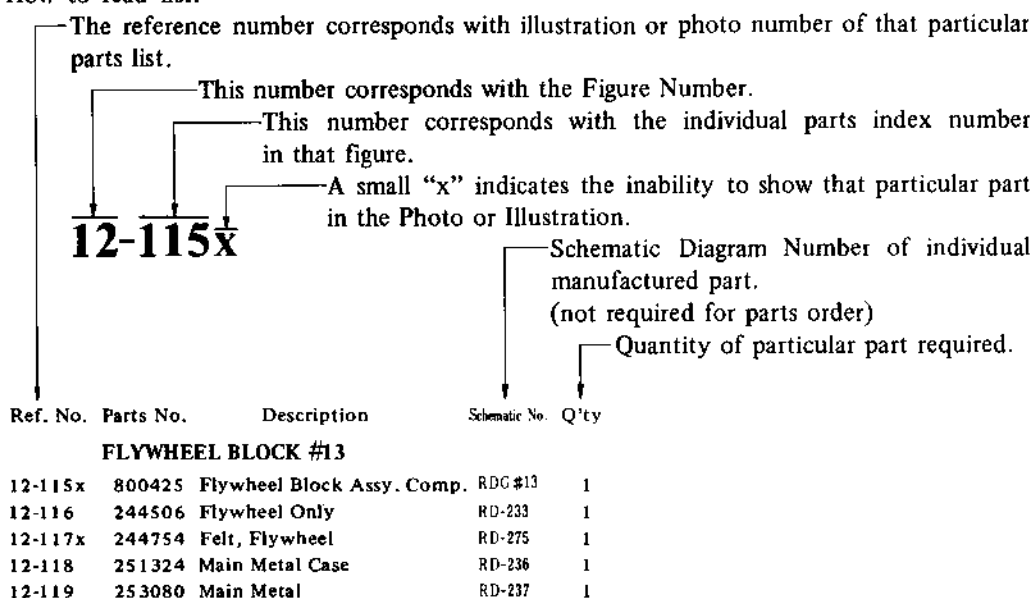 The reference number corresponds with illustration or photo number of that particular
parts list.
This number corresponds with the Figure Number.
This number corresponds with the individual parts index number
in that figure.
A small "x" indicates the inability to show that particular part
in the Photo or Illustration.
12-115x
Schematic Diagram Number of individual
manufactured part.
(not required for parts order)
Quantity of particular part required.
Ref. No. Parts No. Description Schematic No. Q'ty
FLYWHEEL BLOCK #13
12-115x 800425 Flywheel Block Assy. Comp. RDG #13 1
12-116 244506 Flywheel Only RD-233 1
12-117x 244754 Felt, Flywheel RD-275 1
12-118 251324 Main Metal Case RD-236 1
12-119 253080 Main Metal RD-237 1